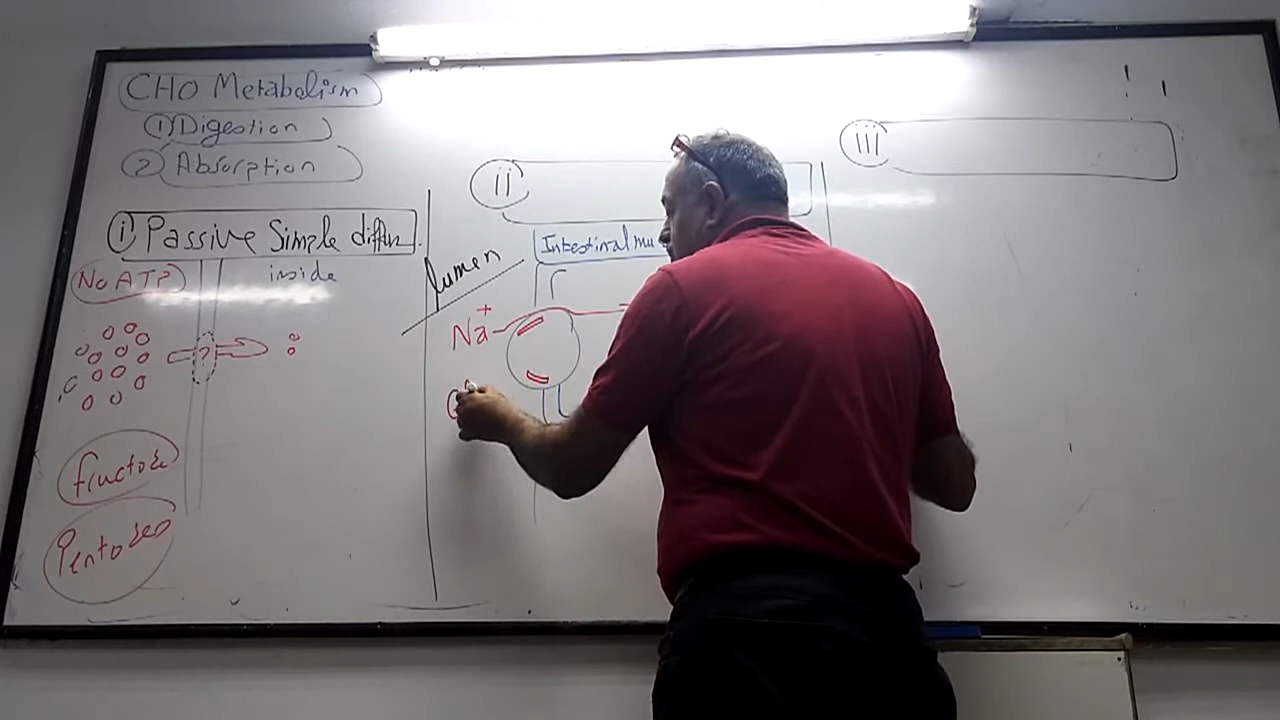 CHO Metabolism
① Digestion
② Absorption
i Passive Simple diffus.
No ATP
inside
?
Fructose
Pentoses
ii
lumen
Intestinal mu
Na+
iii